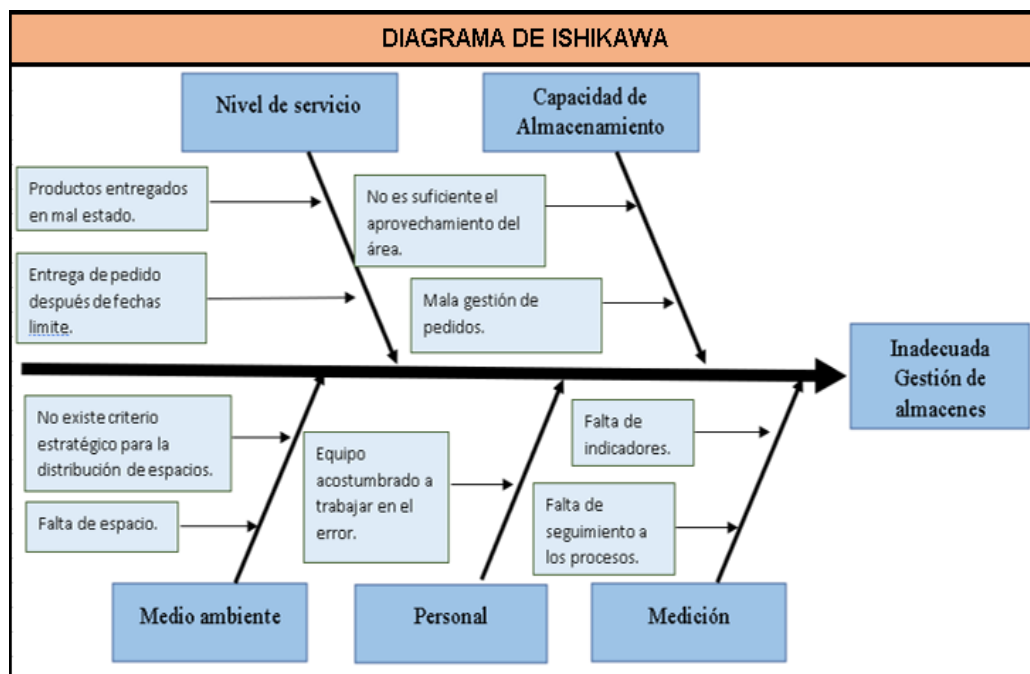 DIAGRAMA DE ISHIKAWA
Nivel de servicio
Capacidad de
Almacenamiento
Productos entregados
en mal estado.
No es suficiente el
aprovechamiento del
área.
Entrega de pedido
después de fechas
limite.
Mala gestión de
pedidos.
Inadecuada
Gestión de
almacenes
No existe criterio
estratégico para la
distribución de espacios.
Falta de espacio.
Equipo
acostumbrado a
trabajar en el
error.
Falta de
indicadores.
Falta de
seguimiento a
los procesos.
Medio ambiente
Personal
Medición